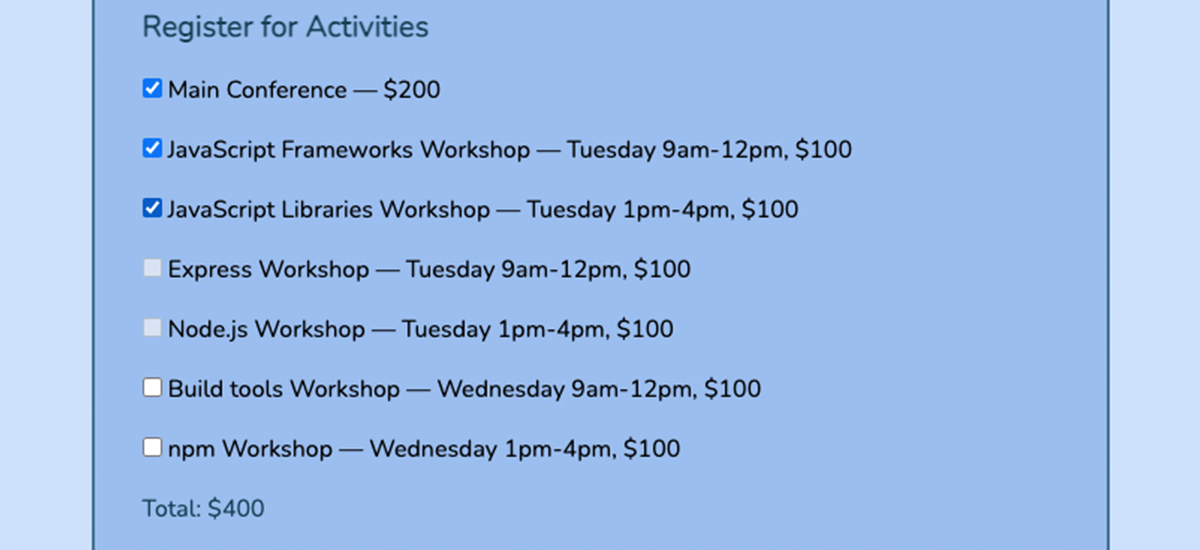 Register for Activities
Main Conference — $200
JavaScript Frameworks Workshop — Tuesday 9am-12pm, $100
JavaScript Libraries Workshop — Tuesday 1pm-4pm, $100
Express Workshop — Tuesday 9am-12pm, $100
Node.js Workshop — Tuesday 1pm-4pm, $100
Build tools Workshop — Wednesday 9am-12pm, $100
npm Workshop — Wednesday 1pm-4pm, $100
Total: $400